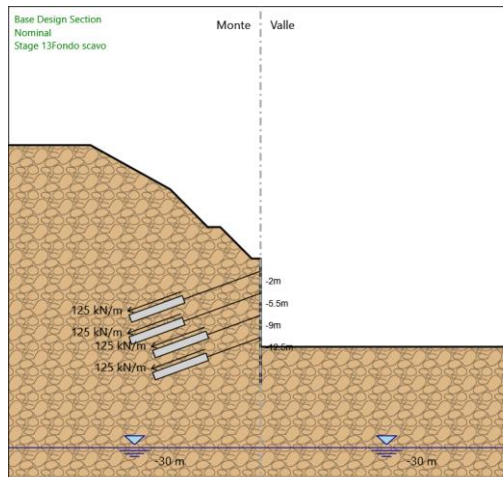 Base Design Section
Nominal
Stage 13Fondo scavo
Monte
Valle
-2m
-5.5m
125 kN/m
-9m
125 kN/m
125 kN/m
-12.5m
125 kN/m
-30 m
-30 m